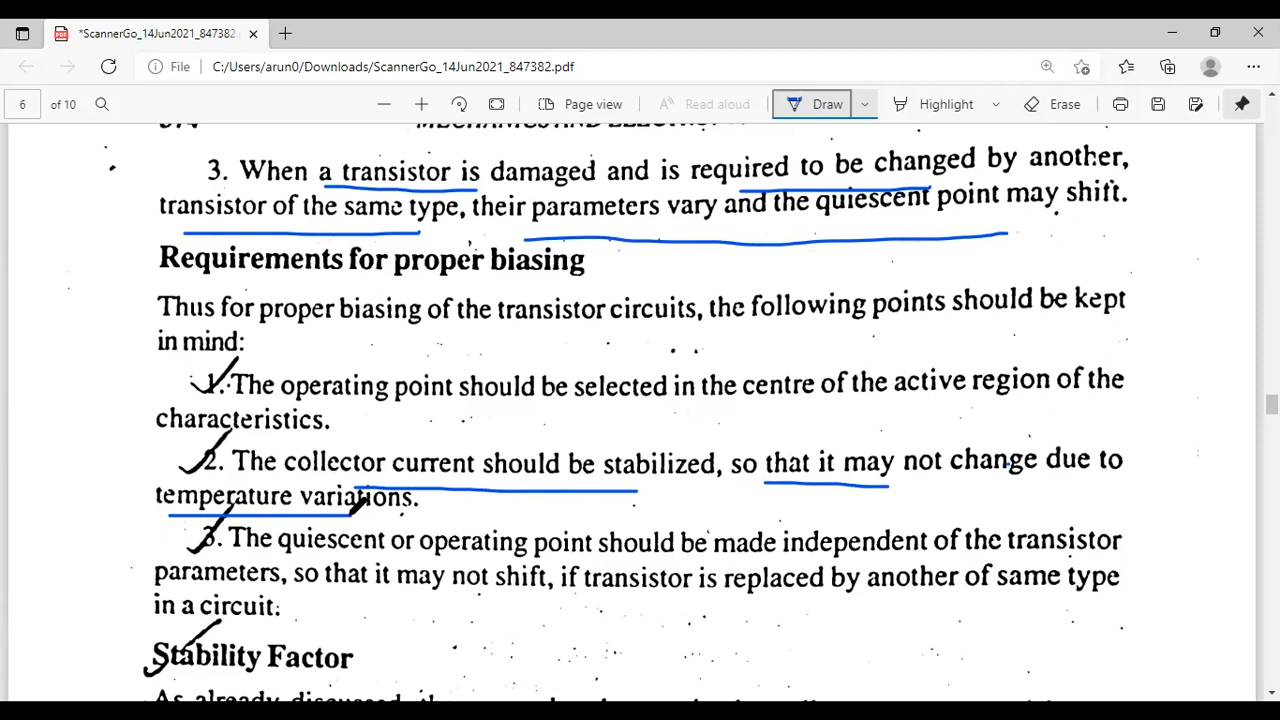 *ScannerGo_14Jun2021_847382.
File C:/Users/arun0/Downloads/ScannerGo_14Jun2021_847382.pdf
6 of 10 Page view Read aloud Draw Highlight Erase
3. When a transistor is damaged and is required to be changed by another,
transistor of the same type, their parameters vary and the quiescent point may shift.
Requirements for proper biasing
Thus for proper biasing of the transistor circuits, the following points should be kept
in mind:
1. The operating point should be selected in the centre of the active region of the
characteristics.
2. The collector current should be stabilized, so that it may not change due to
temperature variations.
3. The quiescent or operating point should be made independent of the transistor
parameters, so that it may not shift, if transistor is replaced by another of same type
in a circuit.
Stability Factor
As already discussed, the